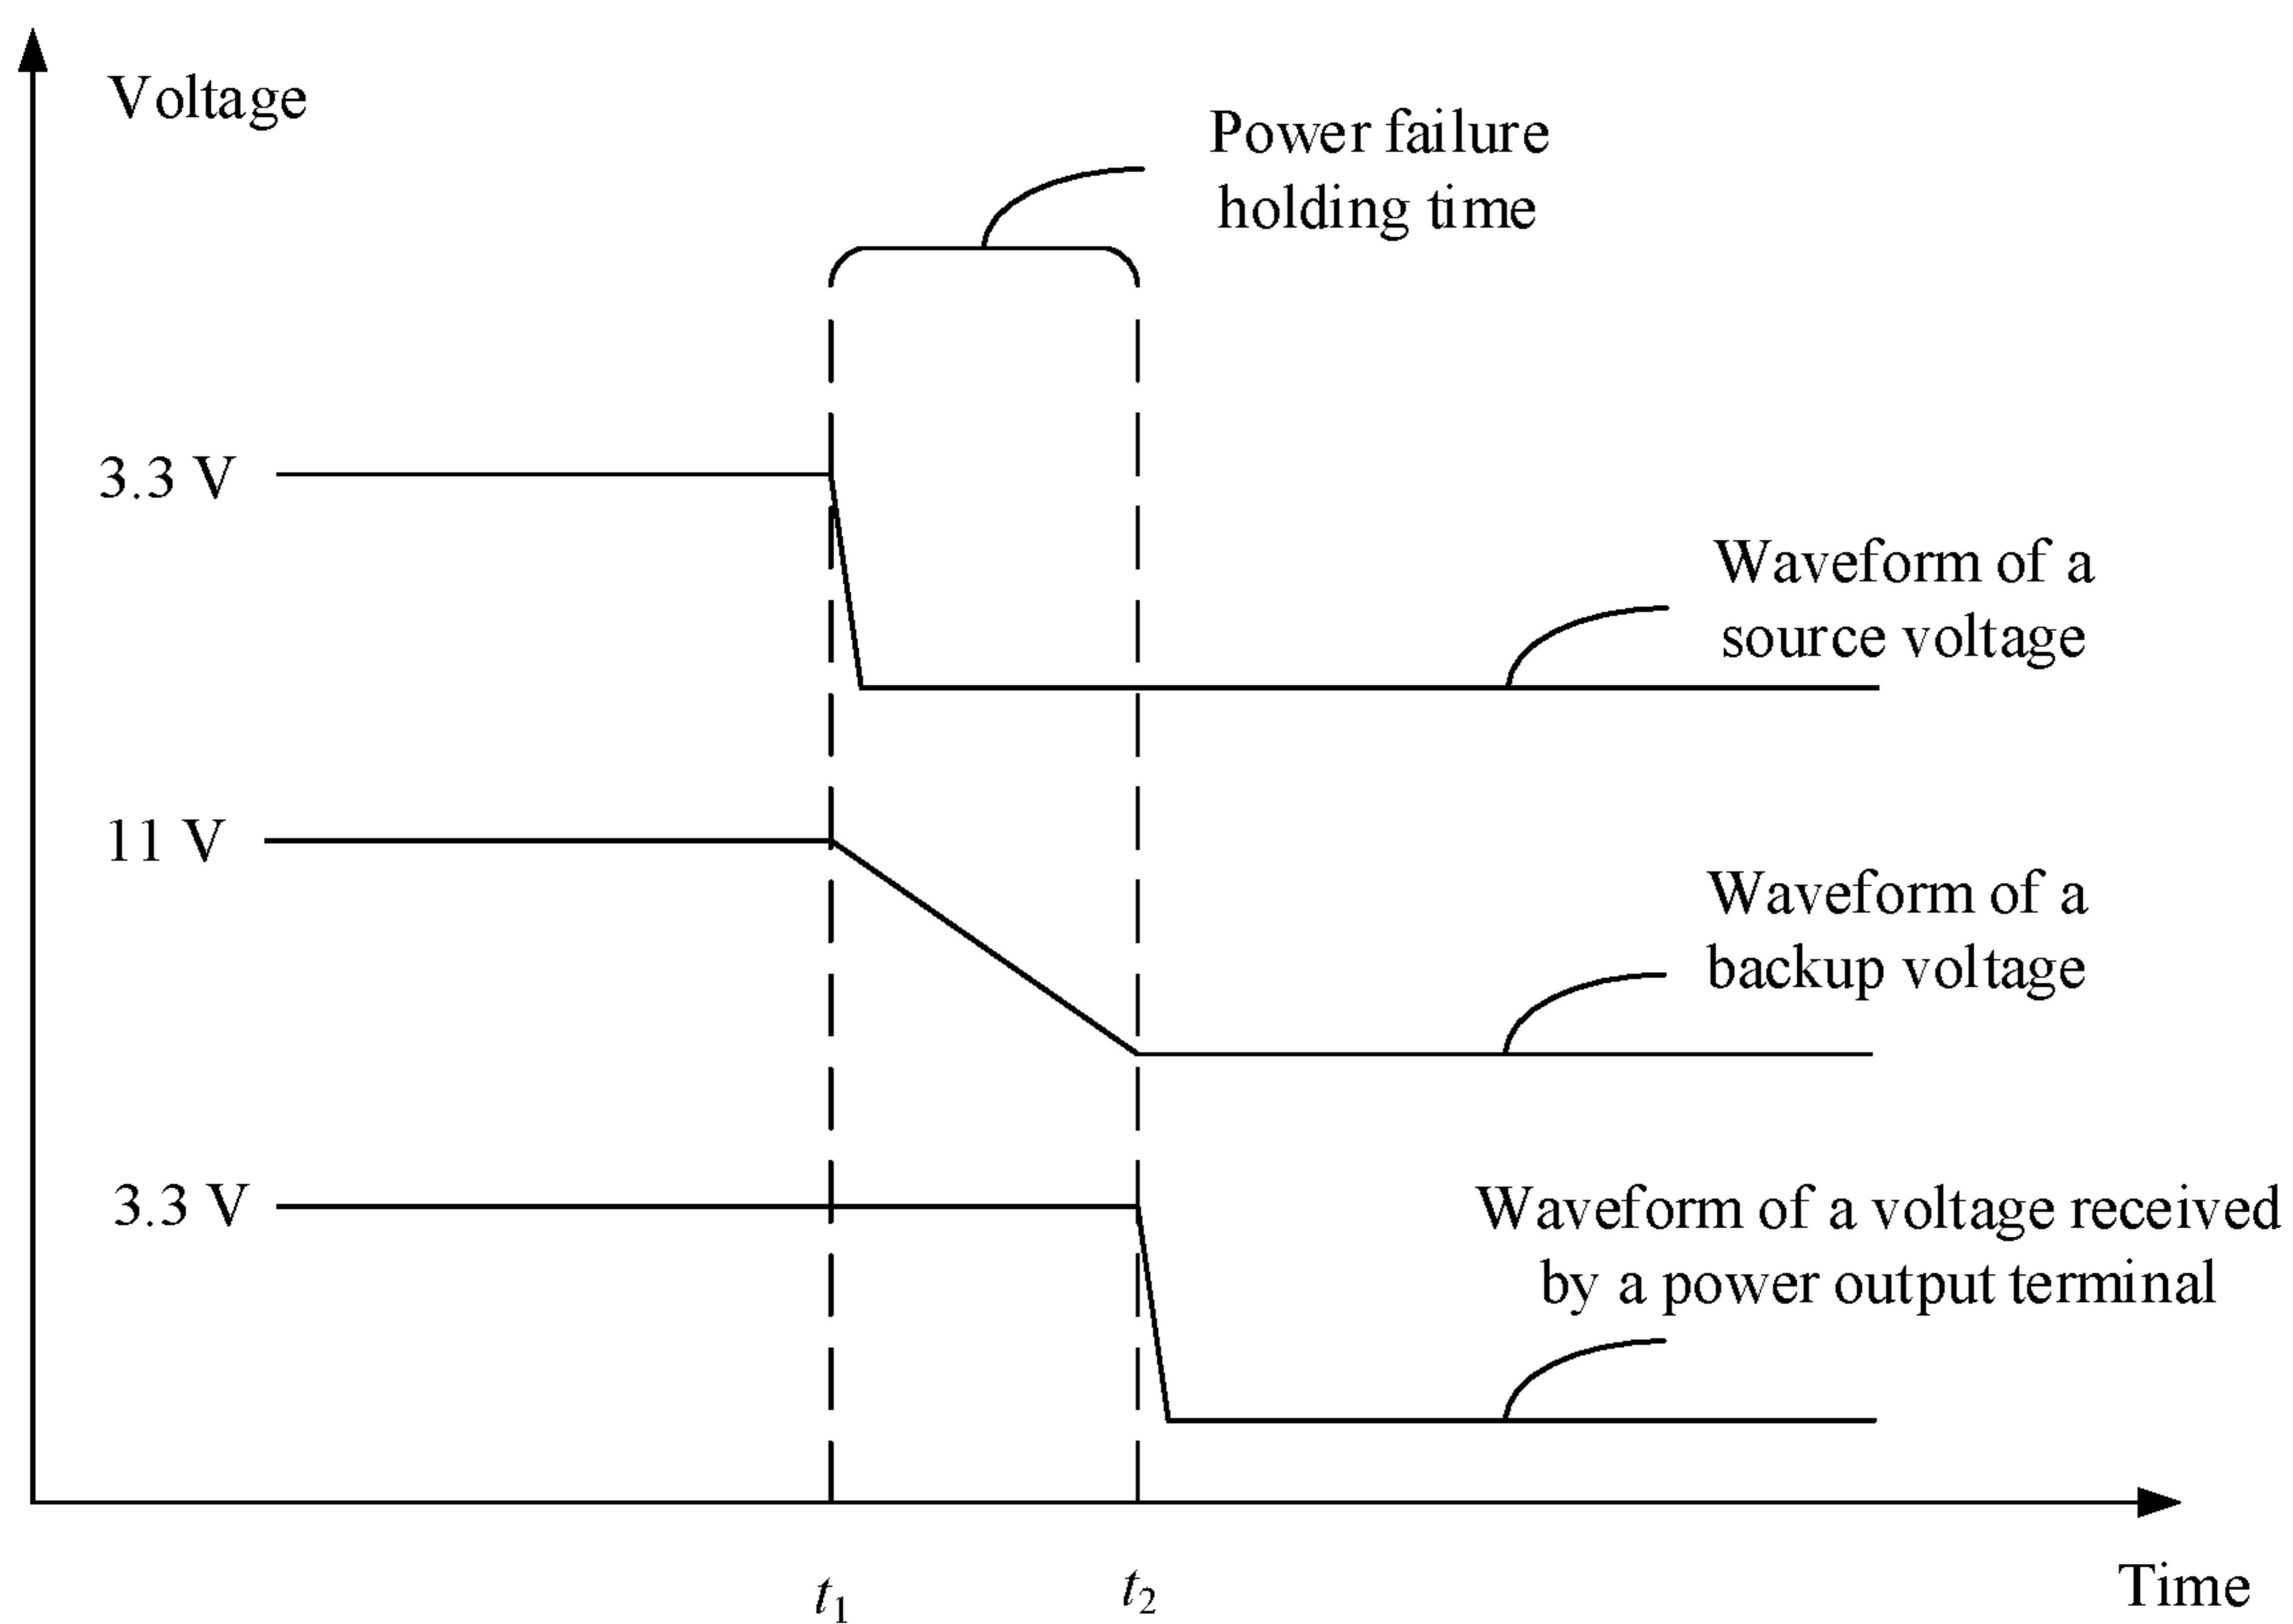 Voltage
Power failure
holding time
3.3 V
Waveform of a
source voltage
11 V
Waveform of a
backup voltage
3.3 V
Waveform of a voltage received
by a power output terminal
t1
t2
Time